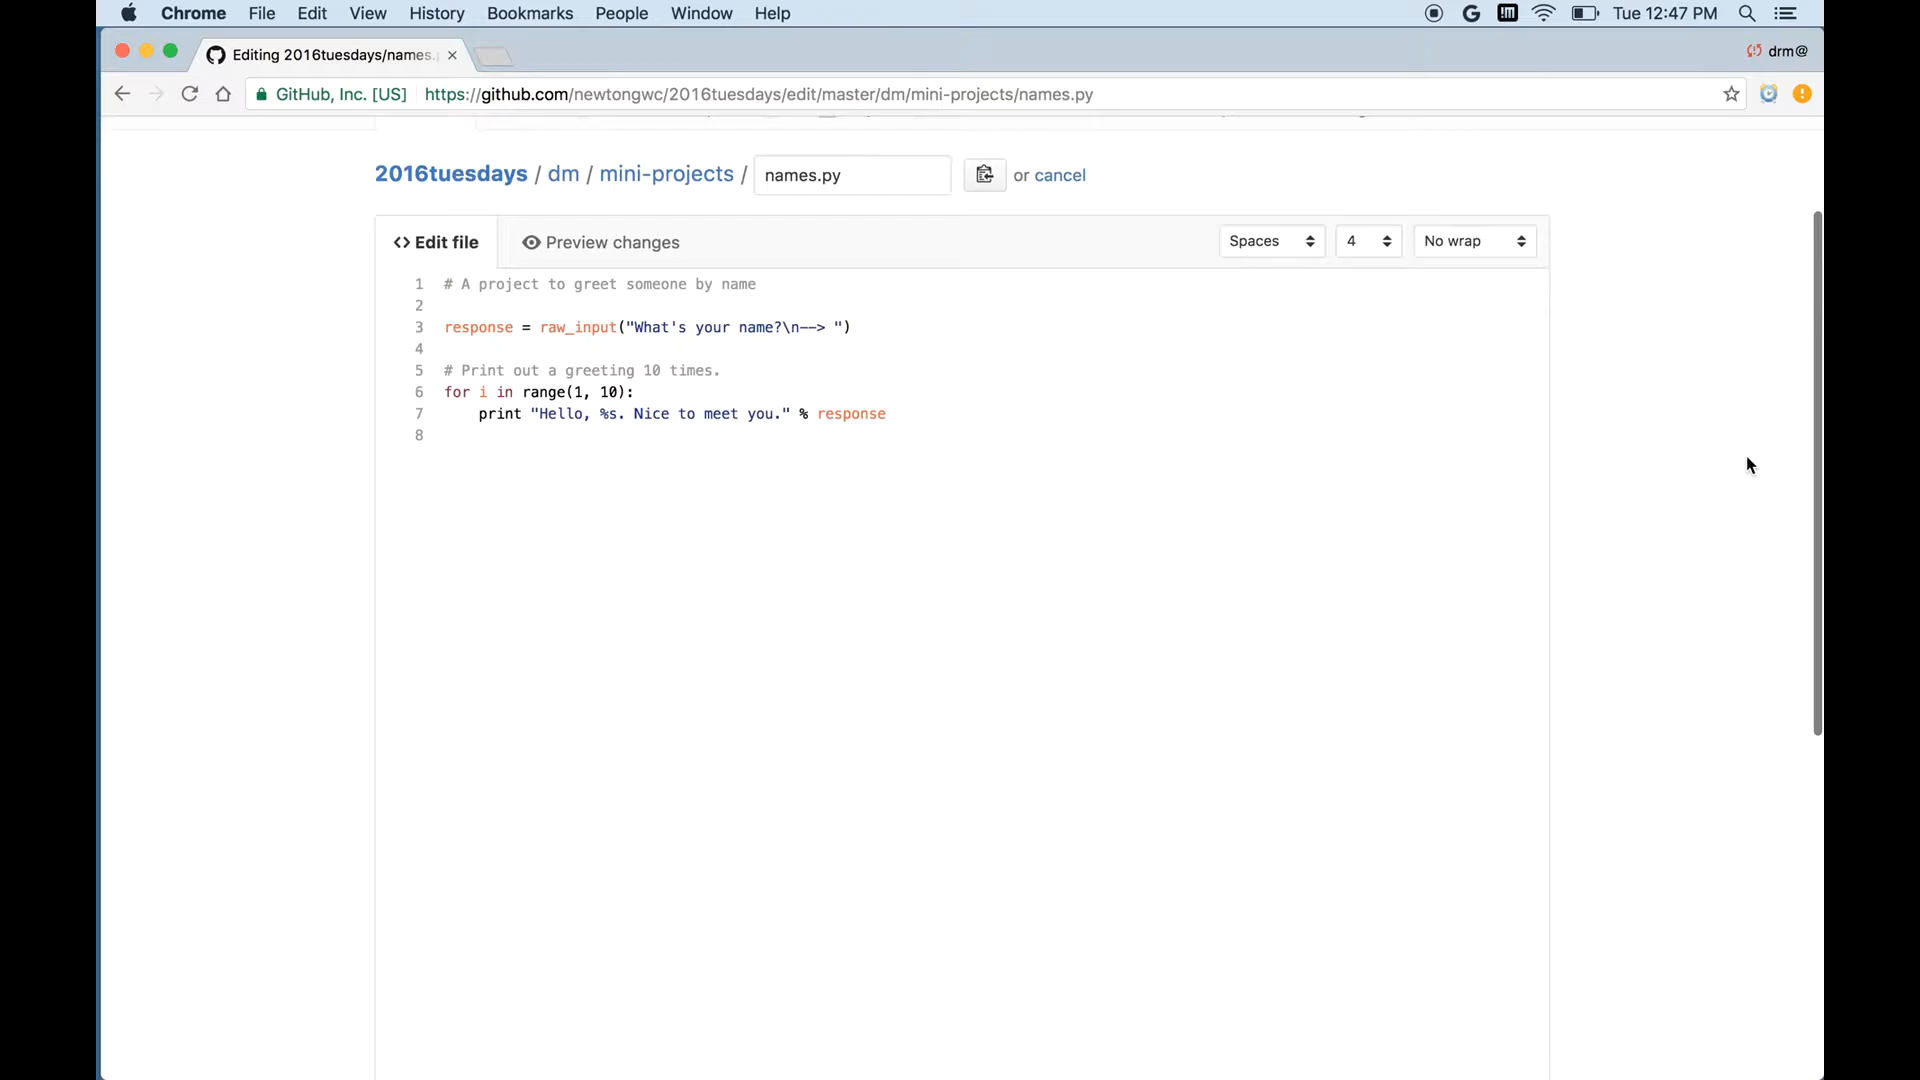 Chrome File Edit View History Bookmarks People Window Help Tue 12:47 PM
Editing 2016tuesdays/names. drm@
GitHub, Inc. [US] https://github.com/newtongwc/2016tuesdays/edit/master/dm/mini-projects/names.py
2016tuesdays / dm / mini-projects / names.py or cancel
<> Edit file Preview changes Spaces 4 No wrap
1 # A project to greet someone by name
2
3 response = raw_input("What's your name?\n--> ")
4
5 # Print out a greeting 10 times.
6 for i in range(1, 10):
7 print "Hello, %s. Nice to meet you." % response
8